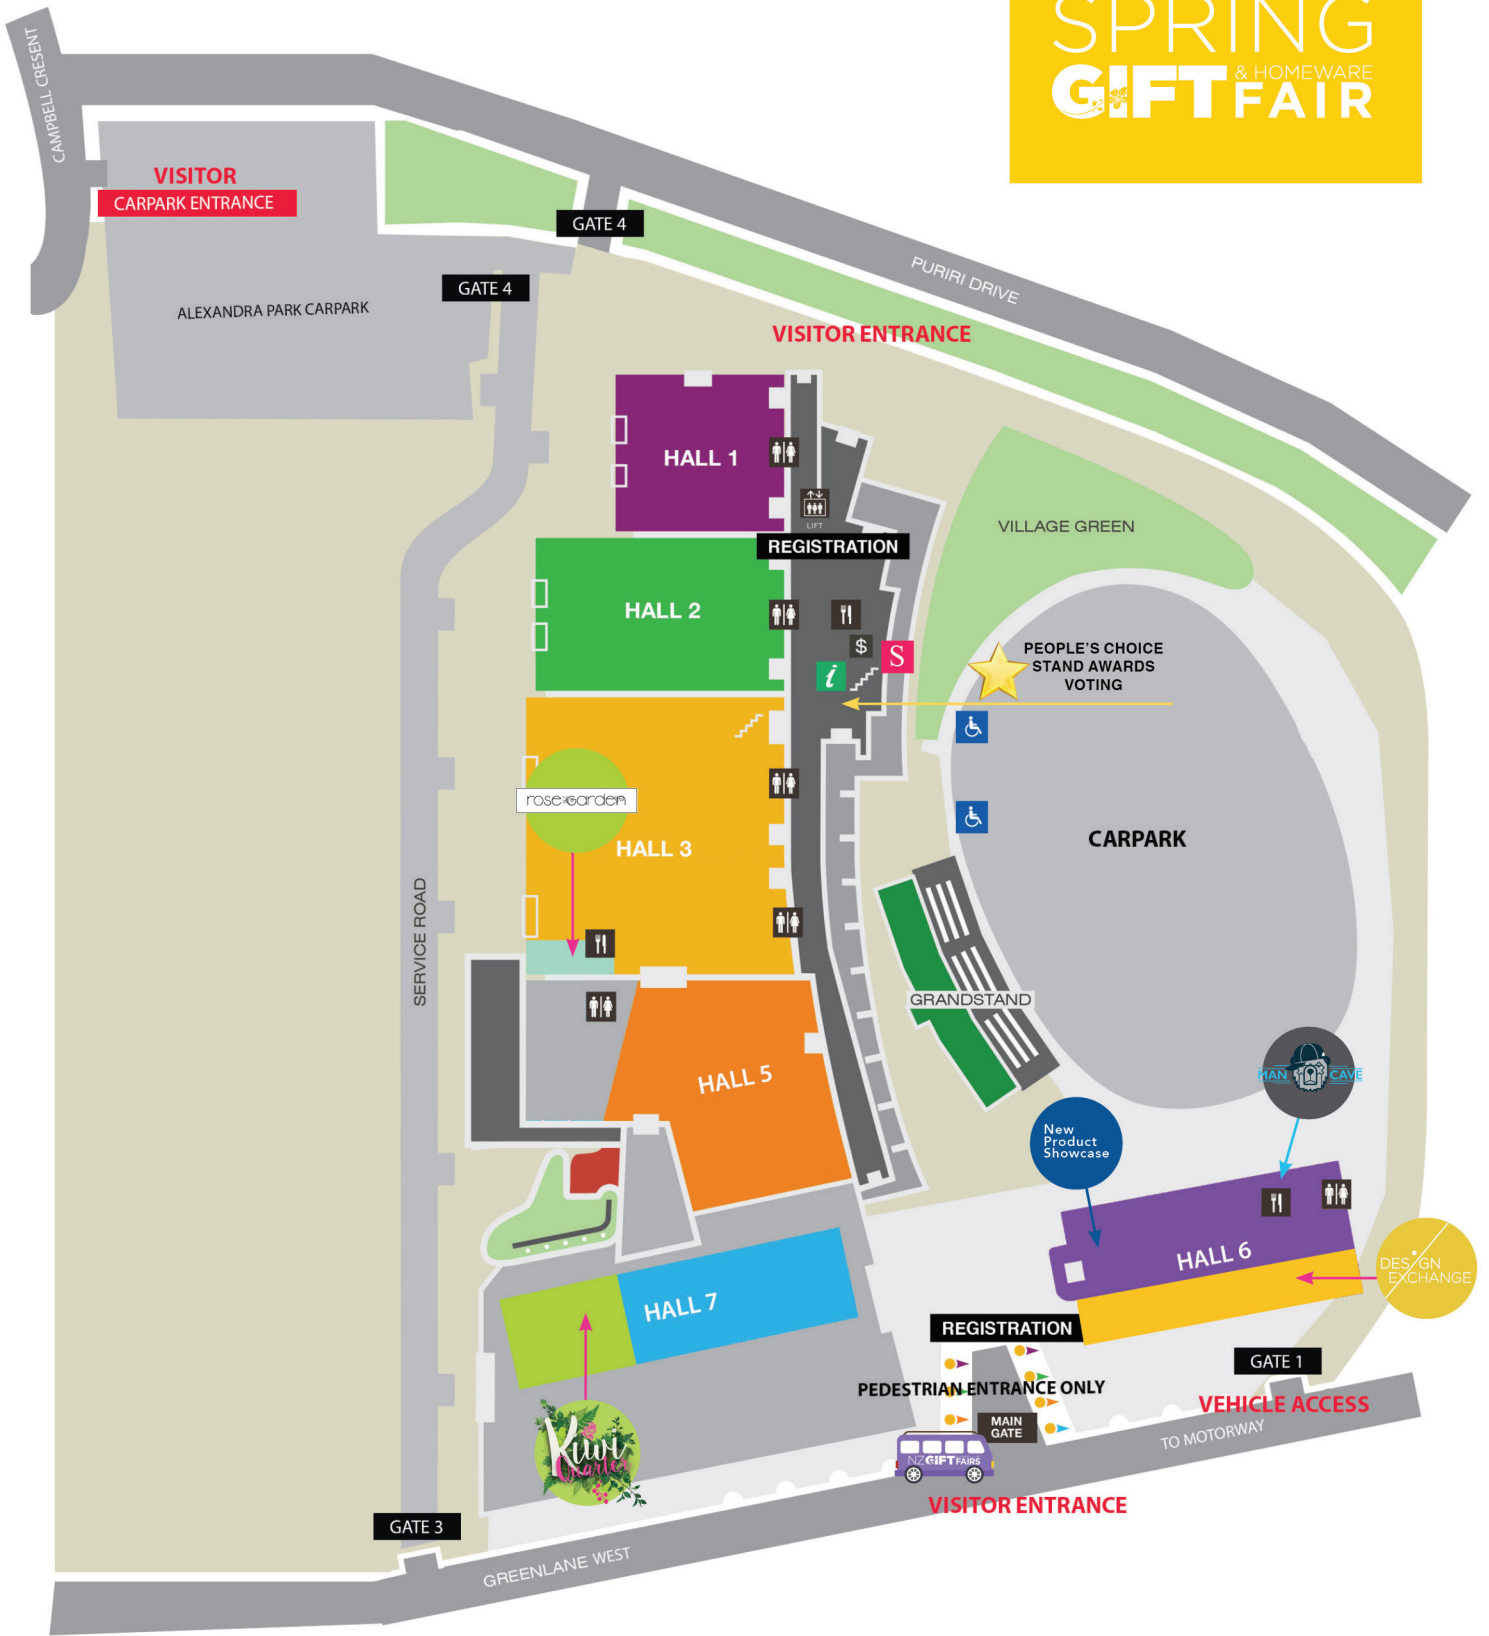 SPRING
GIFT & HOMEWARE FAIR
CAMPBELL CRESENT
VISITOR
CARPARK ENTRANCE
GATE 4
PURIRI DRIVE
GATE 4
ALEXANDRA PARK CARPARK
VISITOR ENTRANCE
HALL 1
LIFT
VILLAGE GREEN
REGISTRATION
HALL 2
$
S
i
PEOPLE'S CHOICE
STAND AWARDS
VOTING
rose garden
HALL 3
CARPARK
SERVICE ROAD
GRANDSTAND
HALL 5
MAN CAVE
New
Product
Showcase
HALL 6
DESIGN
EXCHANGE
HALL 7
REGISTRATION
GATE 1
PEDESTRIAN ENTRANCE ONLY
VEHICLE ACCESS
MAIN
GATE
TO MOTORWAY
Kiwi
Quarter
NZGIFTFAIRS
VISITOR ENTRANCE
GATE 3
GREENLANE WEST